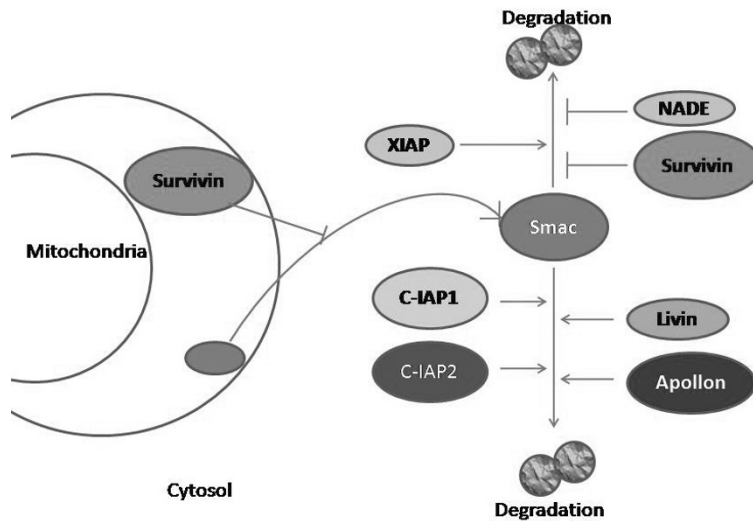 Degradation
NADE
XIAP
Survivin
Survivin
Smac
Mitochondria
C-IAP1
Livin
C-IAP2
Apollon
Cytosol
Degradation